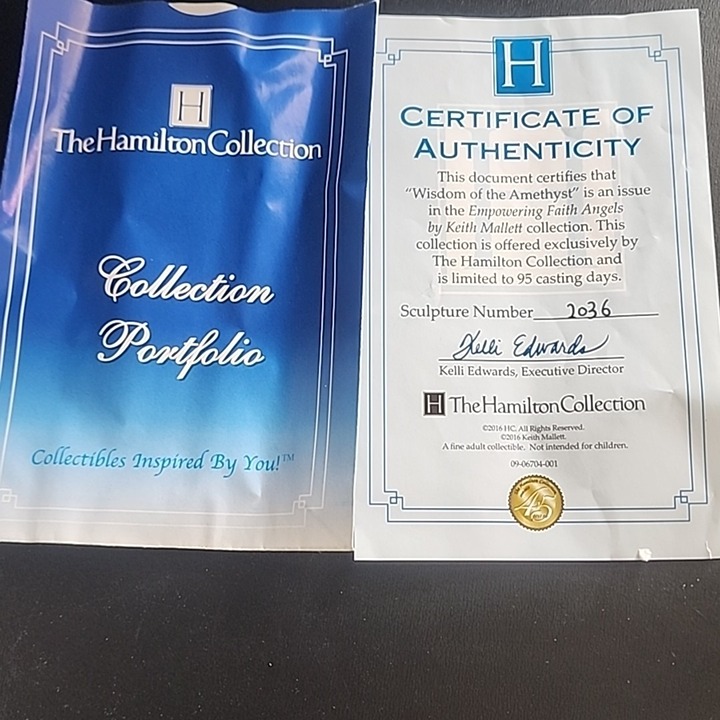 H
The Hamilton Collection
Collection
Portfolio
Collectibles Inspired By You!™
H
CERTIFICATE OF
AUTHENTICITY
This document certifies that
"Wisdom of the Amethyst" is an issue
in the Empowering Faith Angels
by Keith Mallett collection. This
collection is offered exclusively by
The Hamilton Collection and
is limited to 95 casting days.
Sculpture Number 2036
Kelli Edwards
Kelli Edwards, Executive Director
H The Hamilton Collection
©2016 HC. All Rights Reserved.
©2016 Keith Mallett.
A fine adult collectible. Not intended for children.
09-06704-001
45